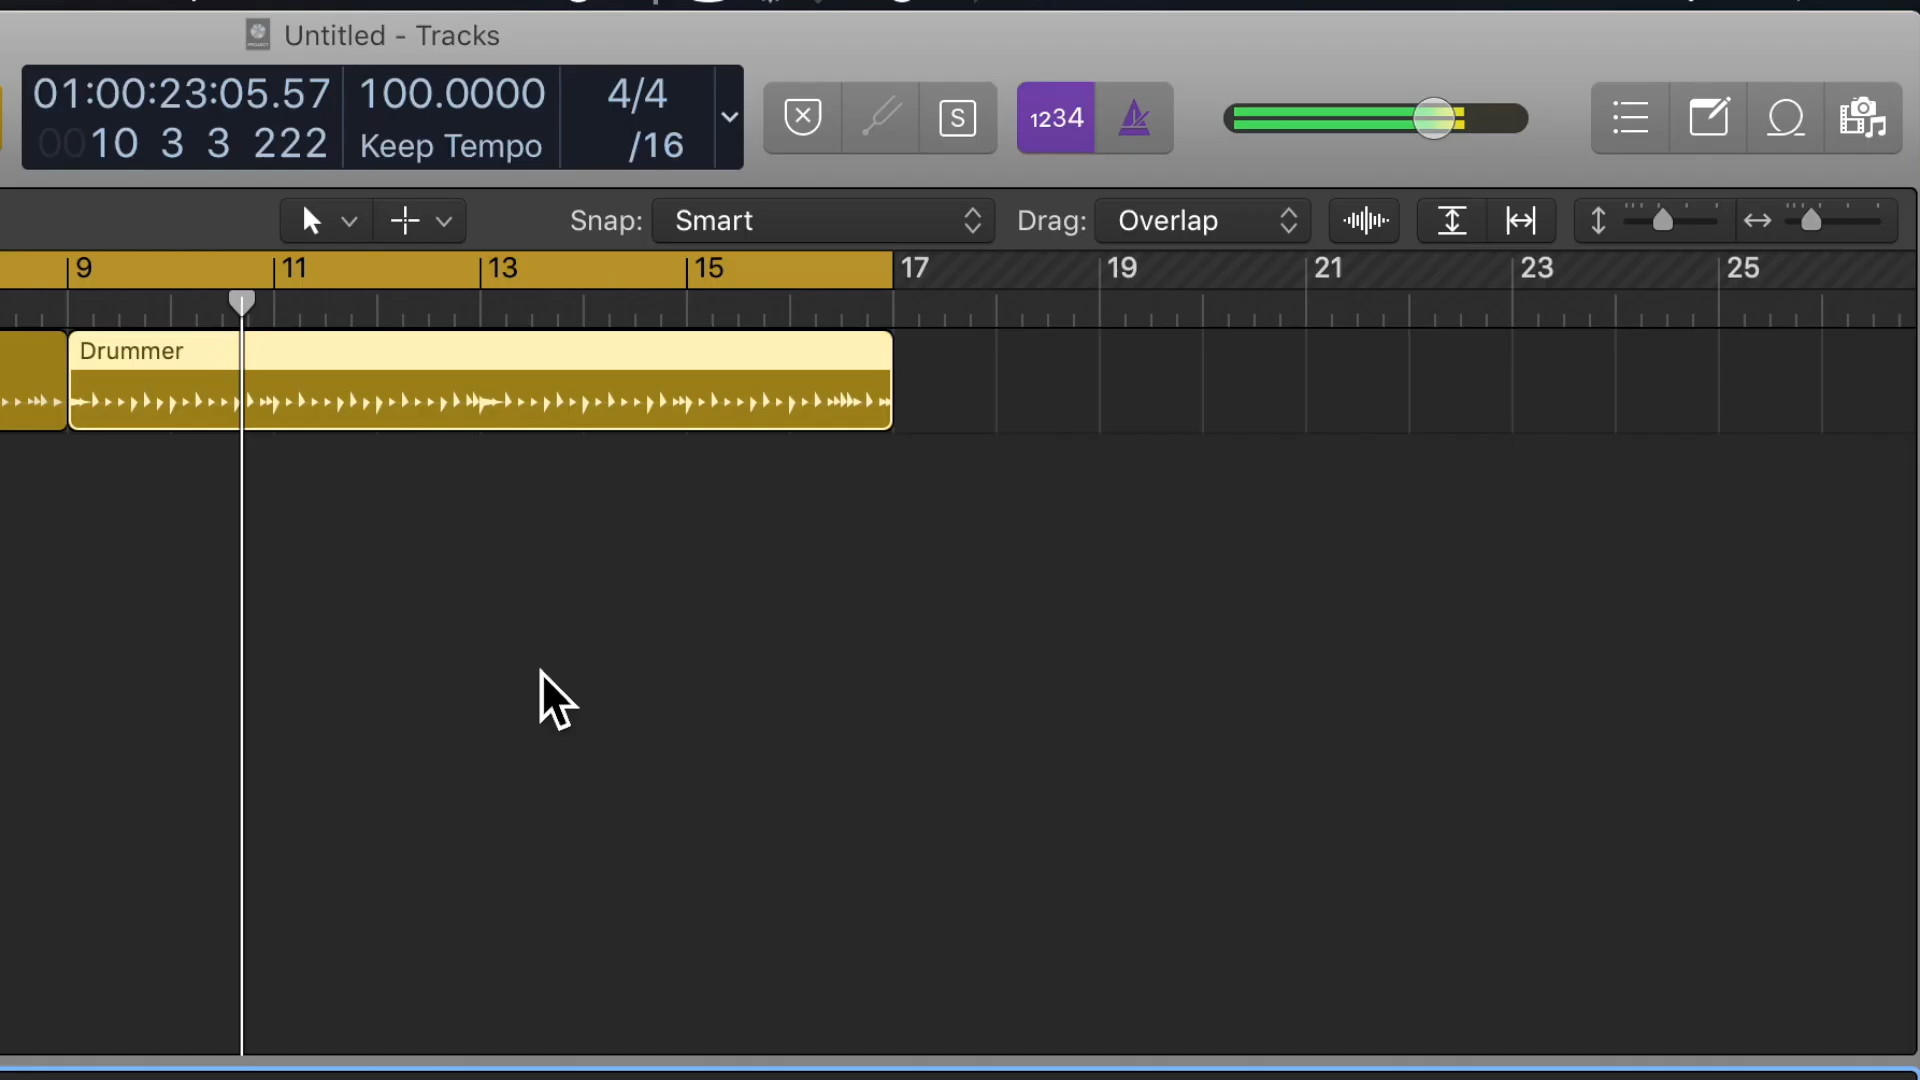 Untitled - Tracks
01:00:23:05.57 100.0000 4/4
0010 3 3 222 Keep Tempo /16
S 1234
Snap: Smart Drag: Overlap
9 11 13 15 17 19 21 23 25
Drummer